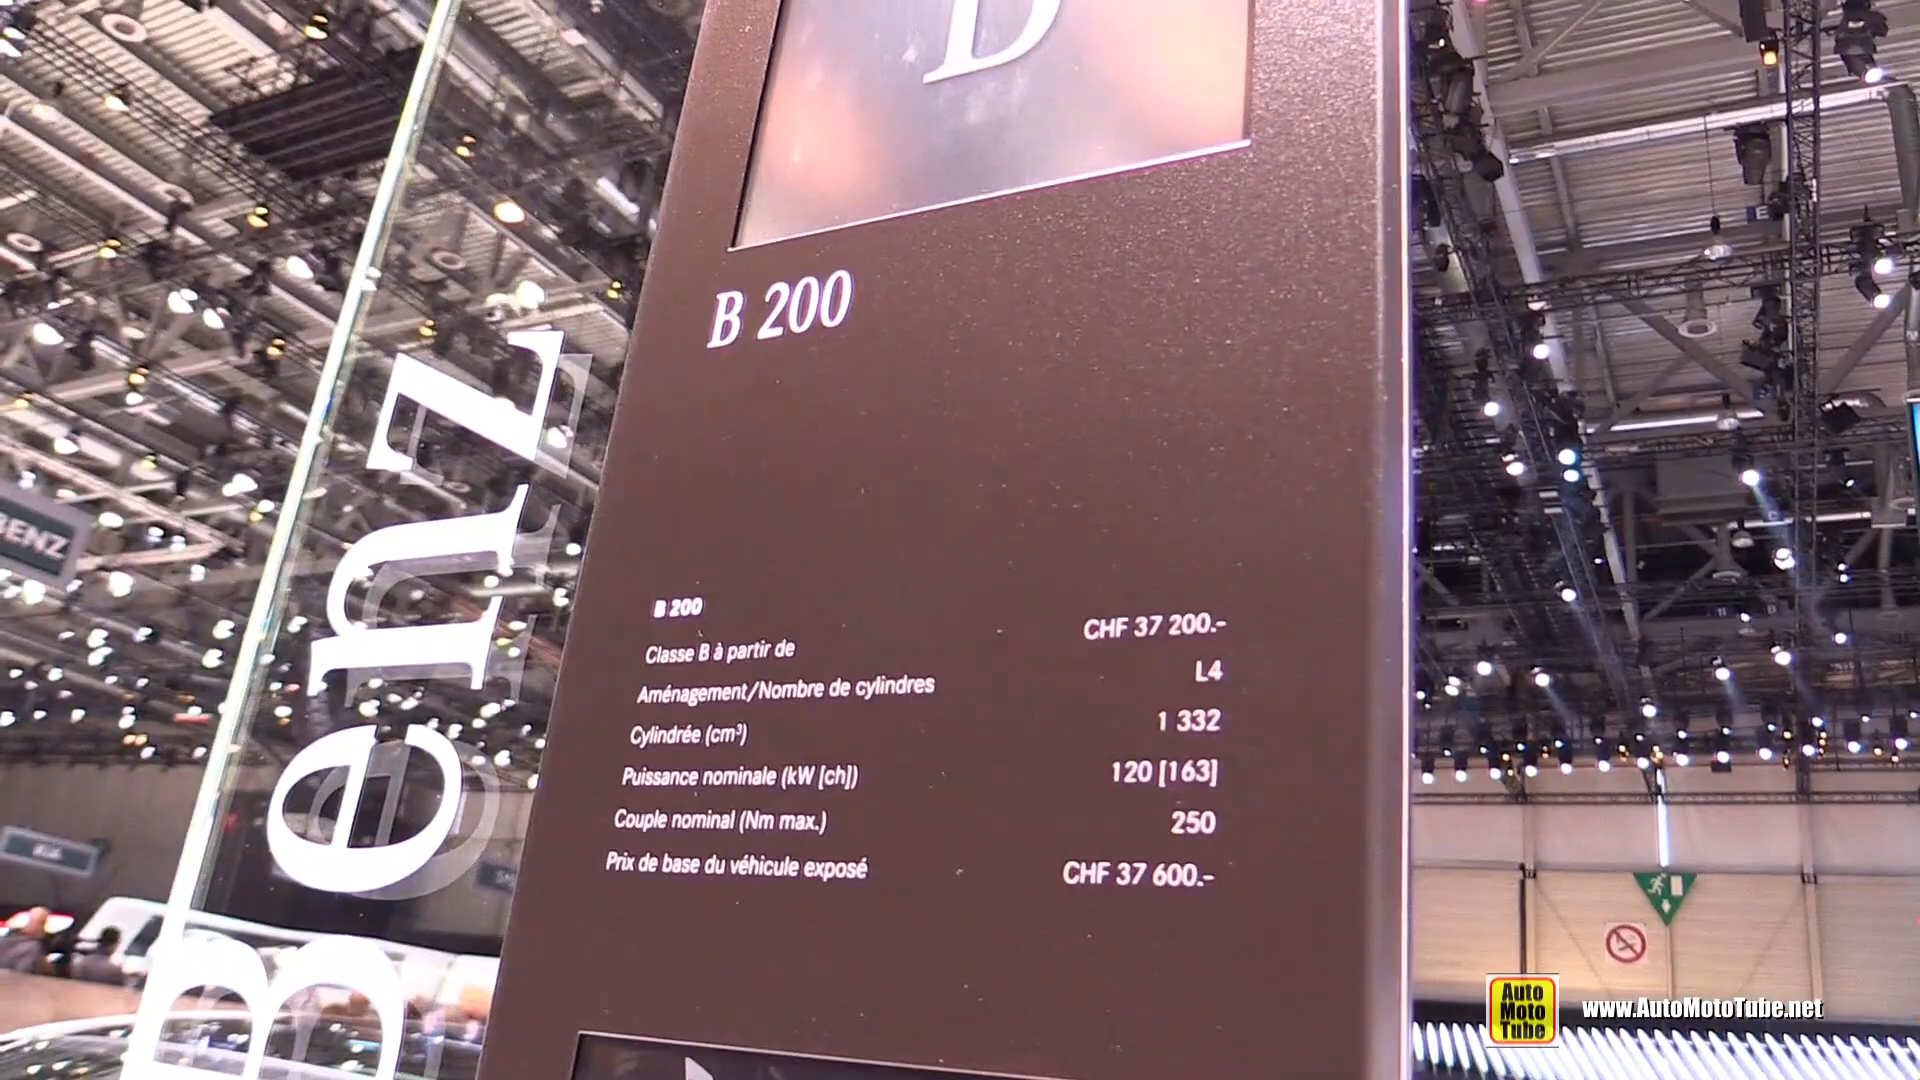 B 200
B 200
Classe B à partir de CHF 37 200.-
Aménagement/Nombre de cylindres L4
Cylindrée (cm³) 1 332
Puissance nominale (kW [ch]) 120 [163]
Couple nominal (Nm max.) 250
Prix de base du véhicule exposé CHF 37 600.-
Benz
BENZ
Auto
Moto
Tube
www.AutoMotoTube.net